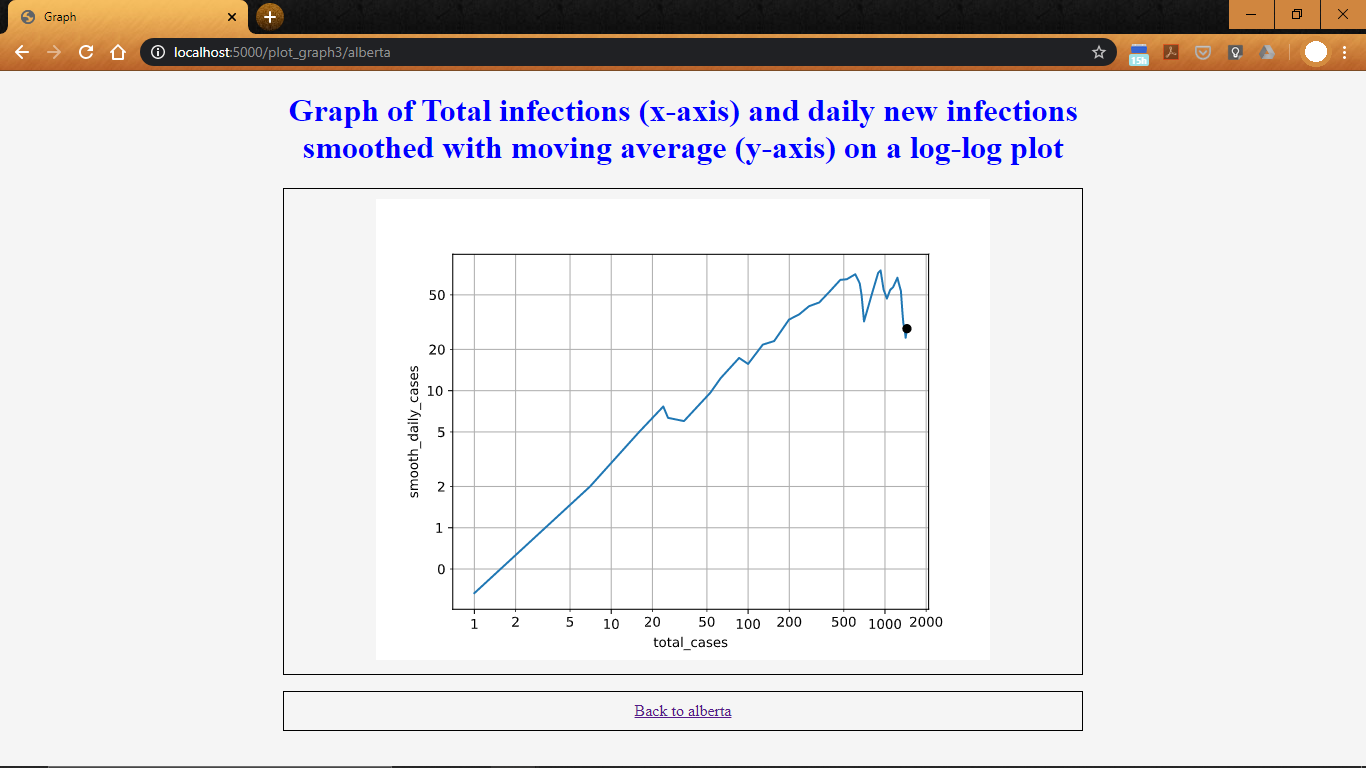 Graph
localhost:5000/plot_graph3/alberta
15h
Graph of Total infections (x-axis) and daily new infections
smoothed with moving average (y-axis) on a log-log plot
50
20
10
5
2
1
0
smooth_daily_cases
1 2 5 10 20 50 100 200 500 1000 2000
total_cases
Back to alberta